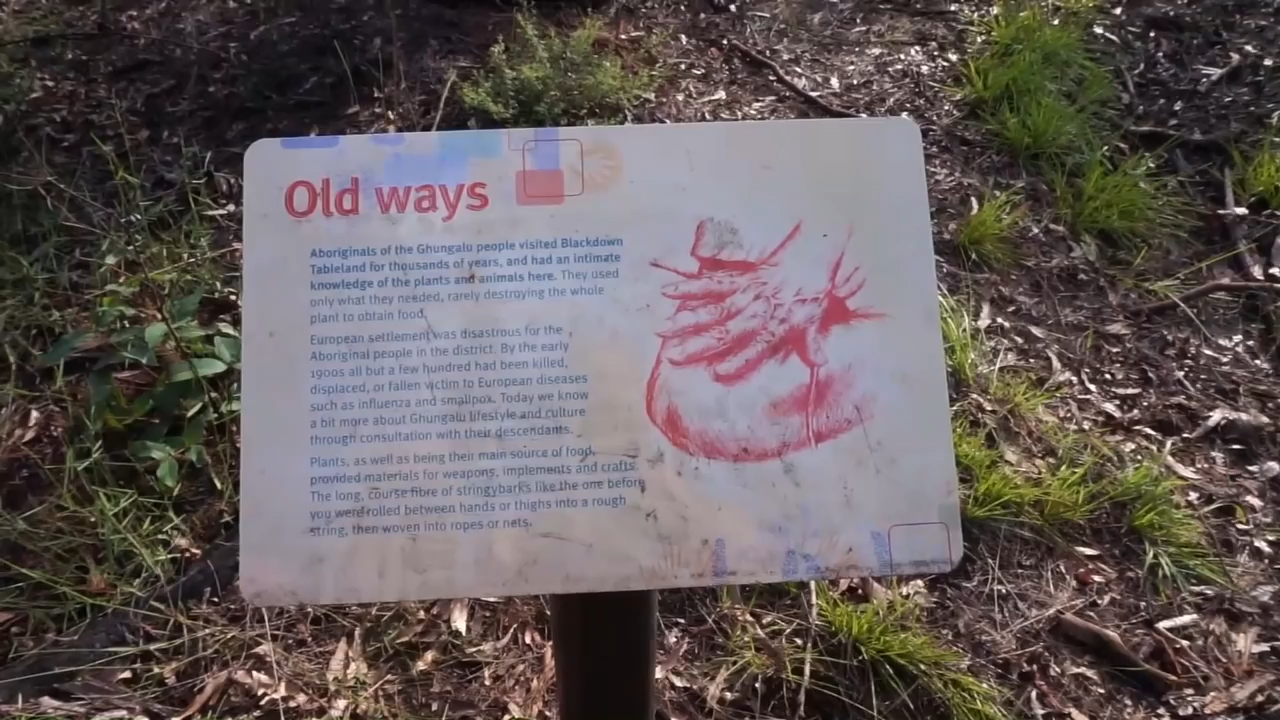 Old ways
Aboriginals of the Ghungalu people visited Blackdown
Tableland for thousands of years, and had an intimate
knowledge of the plants and animals here. They used
only what they needed, rarely destroying the whole
plant to obtain food.
European settlement was disastrous for the
Aboriginal people in the district. By the early
1900s all but a few hundred had been killed,
displaced, or fallen victim to European diseases
such as influenza and smallpox. Today we know
a bit more about Ghungalu lifestyle and culture
through consultation with their descendants.
Plants, as well as being their main source of food,
provided materials for weapons, implements and crafts.
The long, course fibre of stringybarks like the one before
you were rolled between hands or thighs into a rough
string, then woven into ropes or nets.